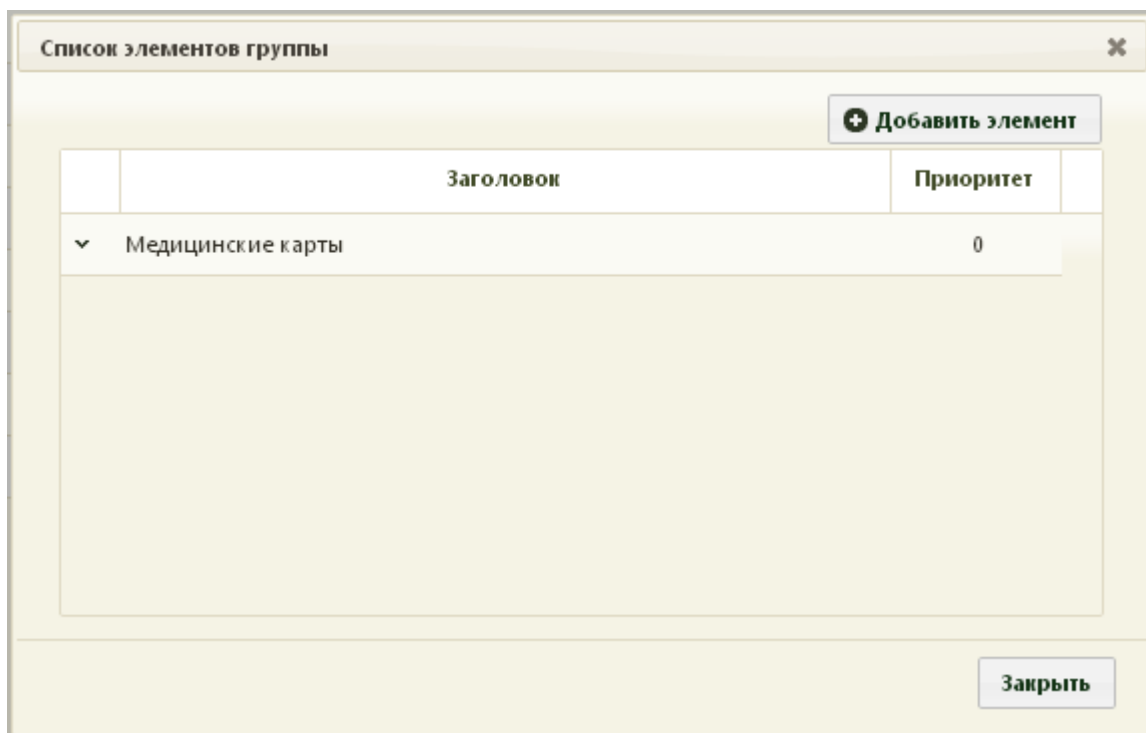 Список элементов группы
Добавить элемент
Заголовок Приоритет
Медицинские карты 0
Закрыть